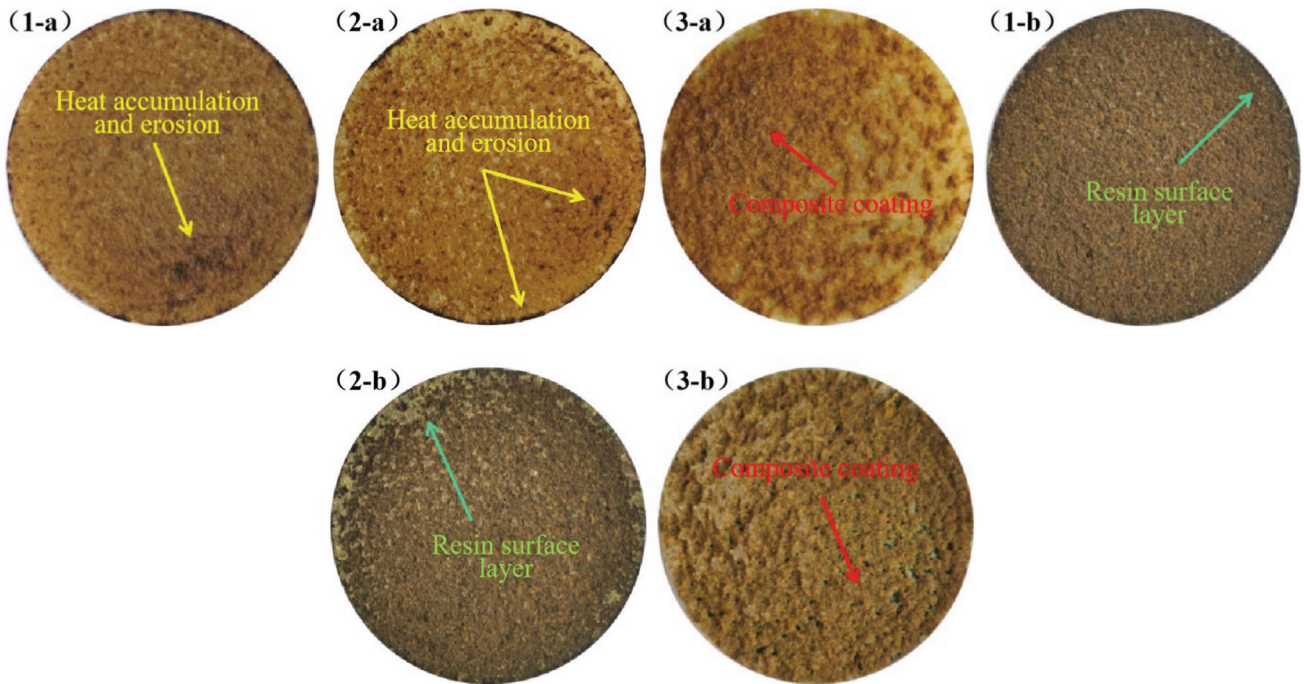 （1-a）
Heat accumulation
and erosion
（2-a）
Heat accumulation
and erosion
（3-a）
Composite coating
（1-b）
Resin surface
layer
（2-b）
Resin surface
layer
（3-b）
Composite coating